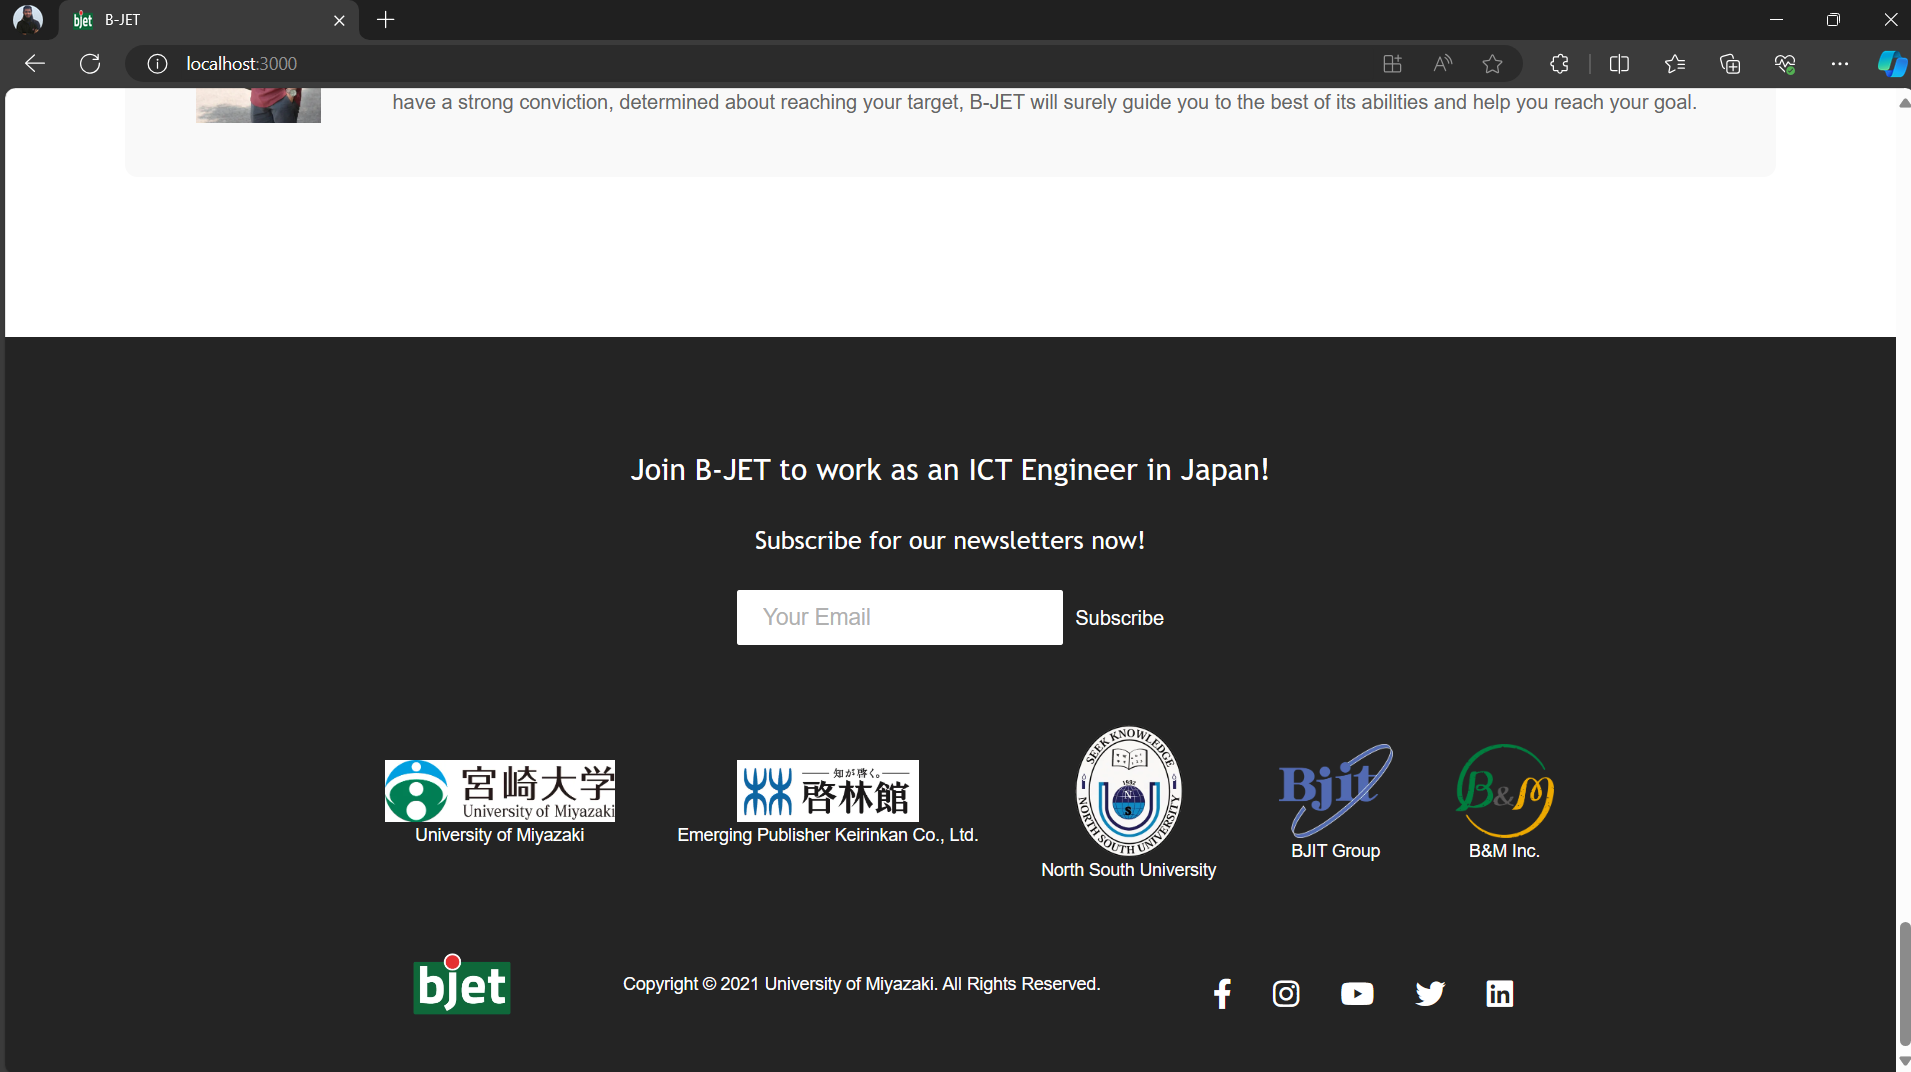 bjet B-JET
localhost:3000
have a strong conviction, determined about reaching your target, B-JET will surely guide you to the best of its abilities and help you reach your goal.
Join B-JET to work as an ICT Engineer in Japan!
Subscribe for our newsletters now!
Your Email Subscribe
宮崎大学
University of Miyazaki
University of Miyazaki
知が啓く。
啓林館
Emerging Publisher Keirinkan Co., Ltd.
SEEK KNOWLEDGE
1992
N
S
NORTH SOUTH UNIVERSITY
North South University
Bjit
BJIT Group
B&M
B&M Inc.
bjet
Copyright © 2021 University of Miyazaki. All Rights Reserved.